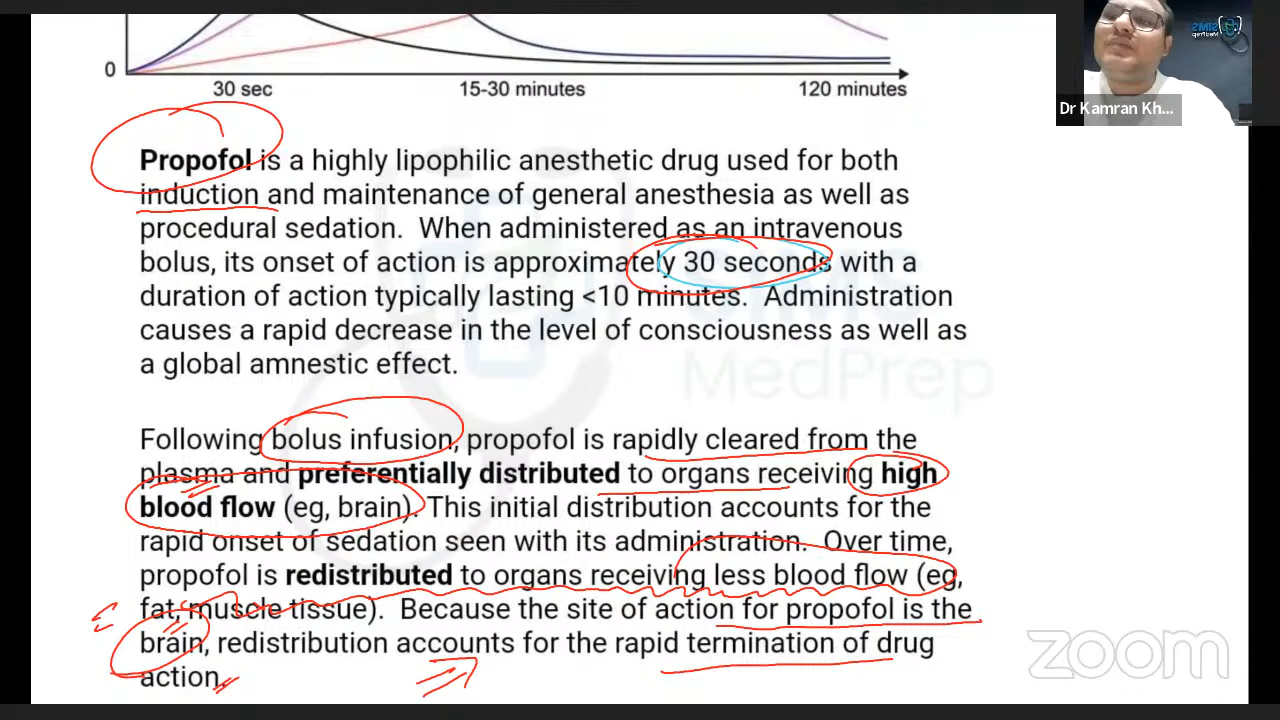 0
30 sec
15-30 minutes
120 minutes
SIMS
MedPrep
Dr Kamran Kh...
Propofol is a highly lipophilic anesthetic drug used for both
induction and maintenance of general anesthesia as well as
procedural sedation. When administered as an intravenous
bolus, its onset of action is approximately 30 seconds with a
duration of action typically lasting <10 minutes. Administration
causes a rapid decrease in the level of consciousness as well as
a global amnestic effect.
SIMS
MedPrep
Following bolus infusion, propofol is rapidly cleared from the
plasma and preferentially distributed to organs receiving high
blood flow (eg, brain). This initial distribution accounts for the
rapid onset of sedation seen with its administration. Over time,
propofol is redistributed to organs receiving less blood flow (eg,
fat, muscle tissue). Because the site of action for propofol is the
brain, redistribution accounts for the rapid termination of drug
action.
zoom